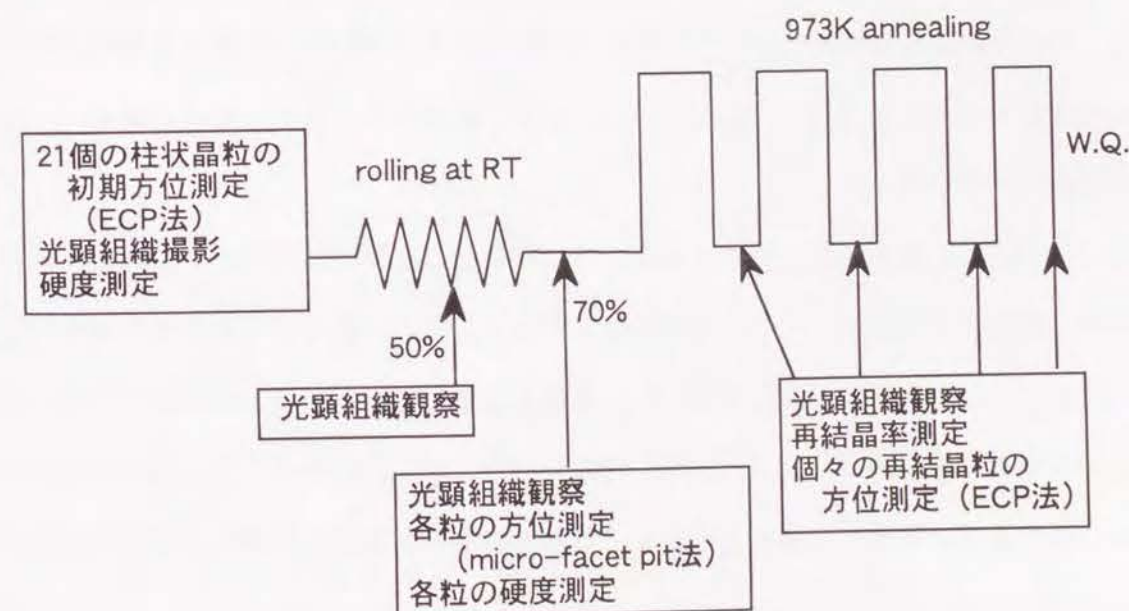 973K annealing
21個の柱状晶粒の
初期方位測定
(ECP法)
光顕組織撮影
硬度測定
rolling at RT
W.Q.
50%
70%
光顕組織観察
光顕組織観察
各粒の方位測定
(micro-facet pit法)
各粒の硬度測定
光顕組織観察
再結晶率測定
個々の再結晶粒の
方位測定（ECP法）